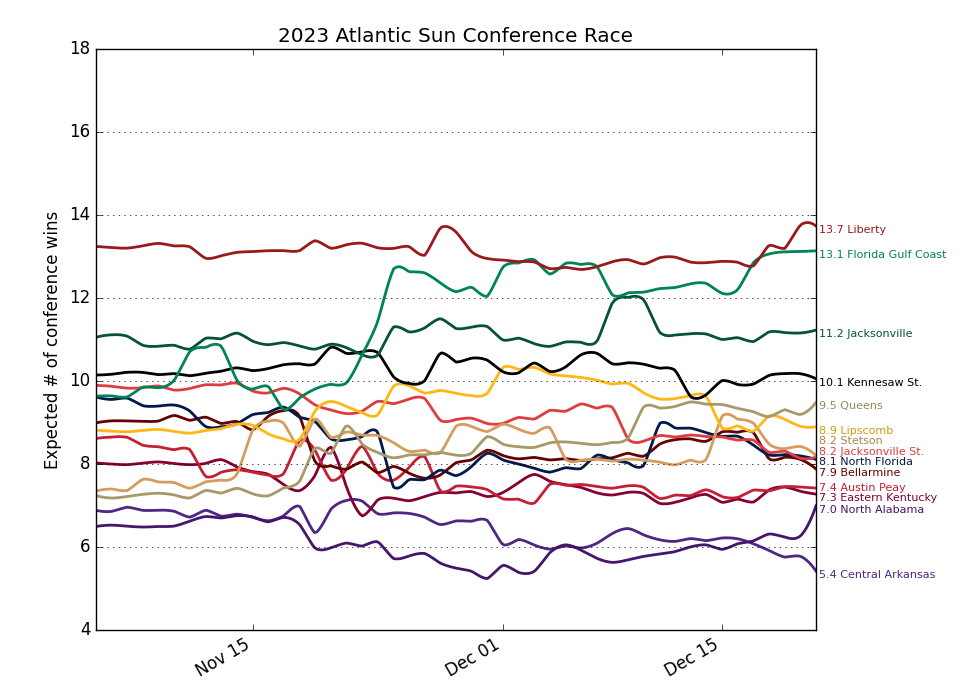 2023 Atlantic Sun Conference Race
Expected # of conference wins
18
16
14
12
10
8
6
4
Nov 15
Dec 01
Dec 15
13.7 Liberty
13.1 Florida Gulf Coast
11.2 Jacksonville
10.1 Kennesaw St.
9.5 Queens
8.9 Lipscomb
8.2 Stetson
8.2 Jacksonville St.
8.1 North Florida
7.9 Bellarmine
7.4 Austin Peay
7.3 Eastern Kentucky
7.0 North Alabama
5.4 Central Arkansas